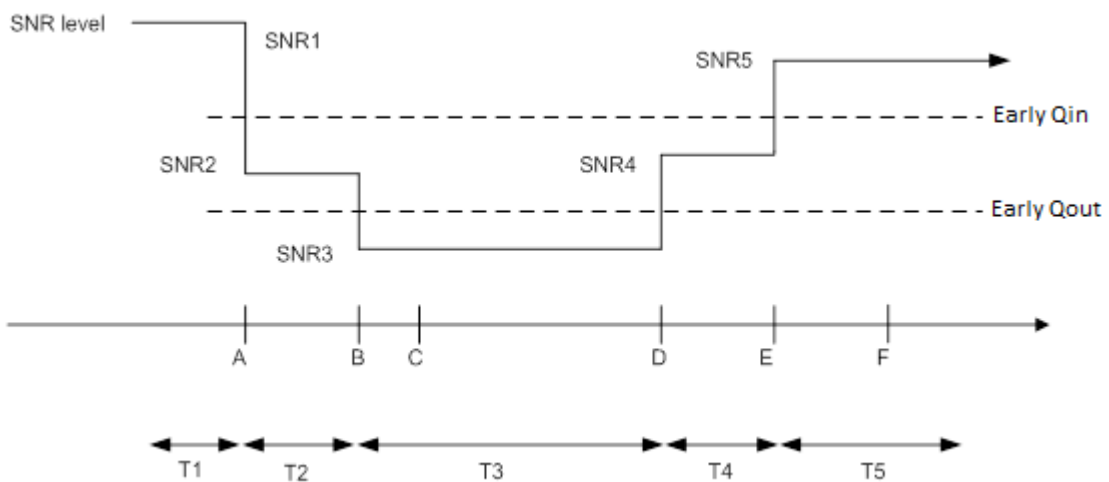 SNR level
SNR1
SNR5
Early Qin
SNR2
SNR4
Early Qout
SNR3
A B C D E F
T1 T2 T3 T4 T5